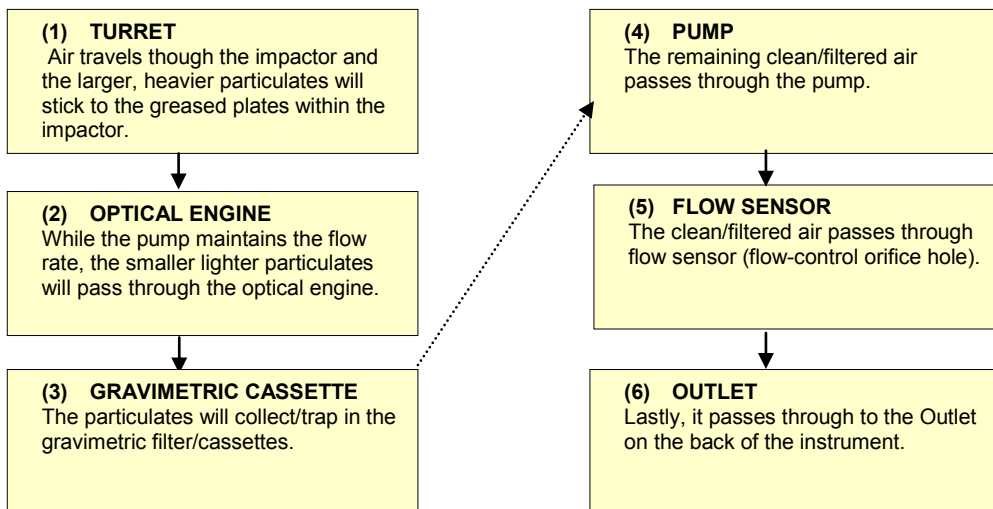 (1) TURRET
Air travels though the impactor and
the larger, heavier particulates will
stick to the greased plates within the
impactor.
(2) OPTICAL ENGINE
While the pump maintains the flow
rate, the smaller lighter particulates
will pass through the optical engine.
(3) GRAVIMETRIC CASSETTE
The particulates will collect/trap in the
gravimetric filter/cassettes.
(4) PUMP
The remaining clean/filtered air
passes through the pump.
(5) FLOW SENSOR
The clean/filtered air passes through
flow sensor (flow-control orifice hole).
(6) OUTLET
Lastly, it passes through to the Outlet
on the back of the instrument.